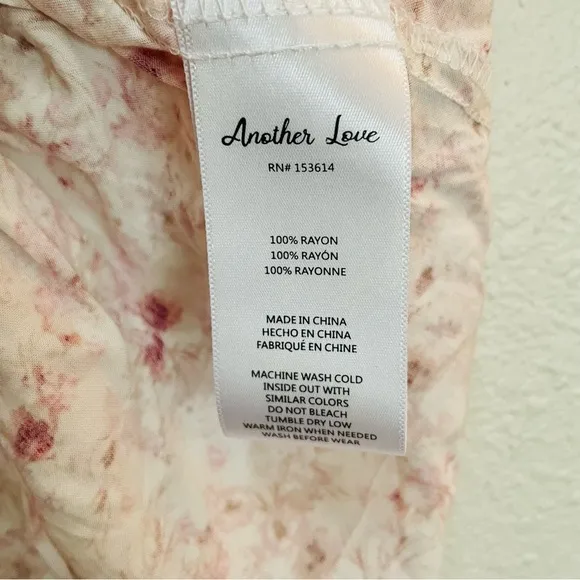 Another Love
RN# 153614
100% RAYON
100% RAYÓN
100% RAYONNE
MADE IN CHINA
HECHO EN CHINA
FABRIQUÉ EN CHINE
MACHINE WASH COLD
INSIDE OUT WITH
SIMILAR COLORS
DO NOT BLEACH
TUMBLE DRY LOW
WARM IRON WHEN NEEDED
WASH BEFORE WEAR